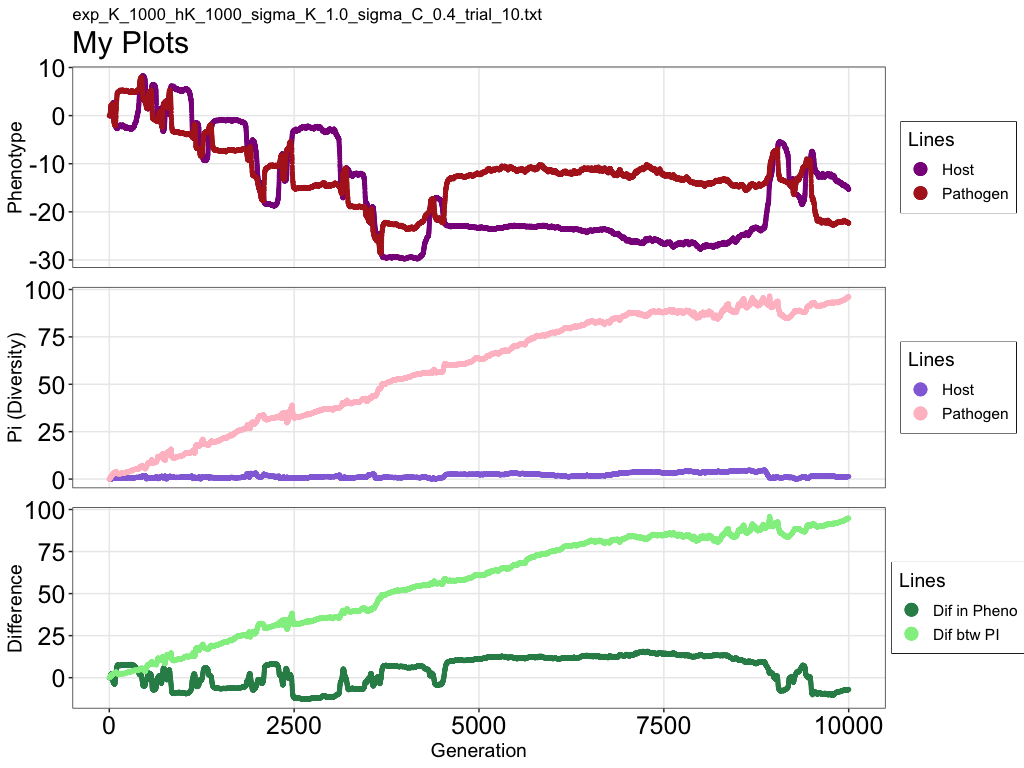 exp_K_1000_hK_1000_sigma_K_1.0_sigma_C_0.4_trial_10.txt
My Plots
Phenotype
10
0
-10
-20
-30
Lines
Host
Pathogen
Pi (Diversity)
100
75
50
25
0
Lines
Host
Pathogen
Difference
100
75
50
25
0
Lines
Dif in Pheno
Dif btw PI
0
2500
5000
7500
10000
Generation